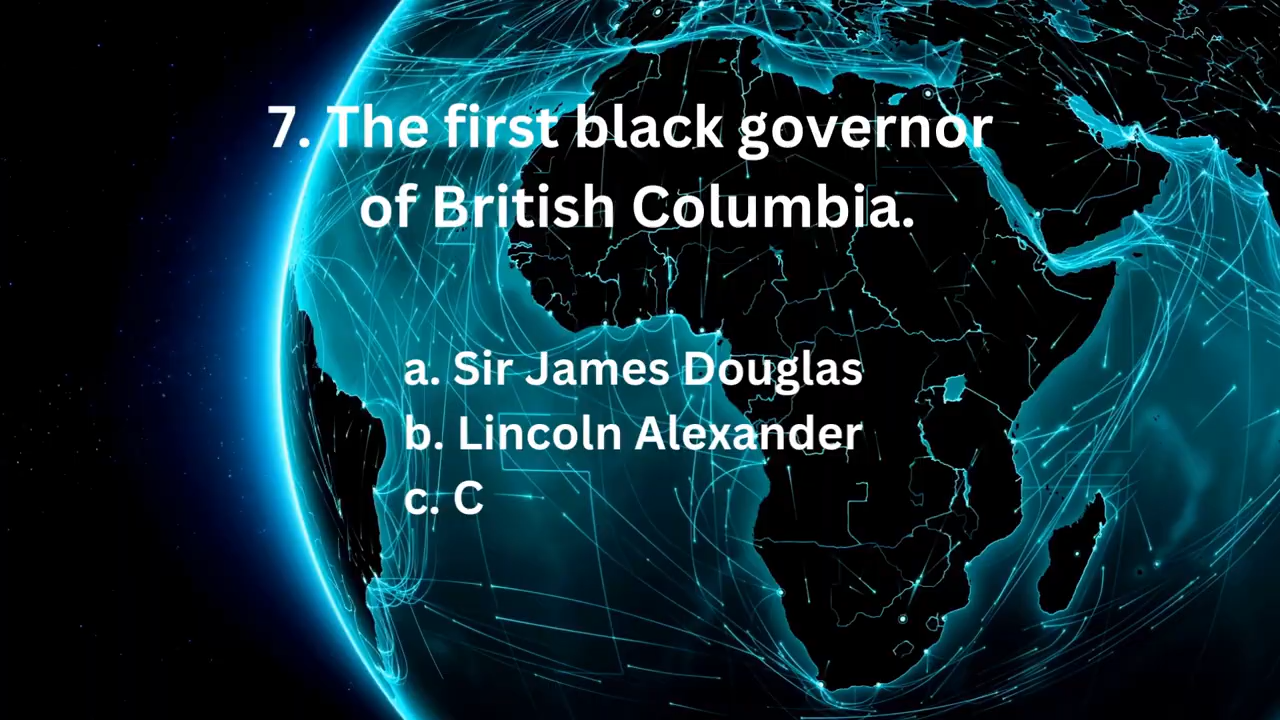 7. The first black governor
of British Columbia.
a. Sir James Douglas
b. Lincoln Alexander
c. C